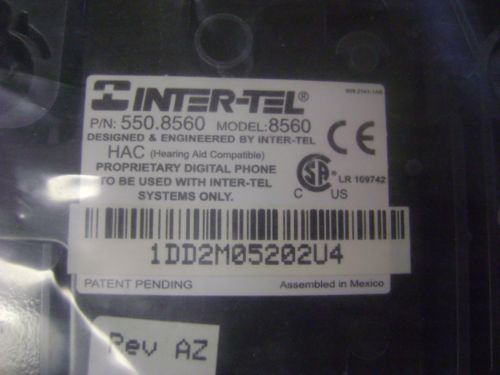 INTER-TEL®
P/N: 550.8560 MODEL:8560
DESIGNED & ENGINEERED BY INTER-TEL
HAC (Hearing Aid Compatible)
PROPRIETARY DIGITAL PHONE
TO BE USED WITH INTER-TEL
SYSTEMS ONLY.
CE
SA
LR 109742
C US
1DD2M05202U4
PATENT PENDING Assembled in Mexico
Rev AZ